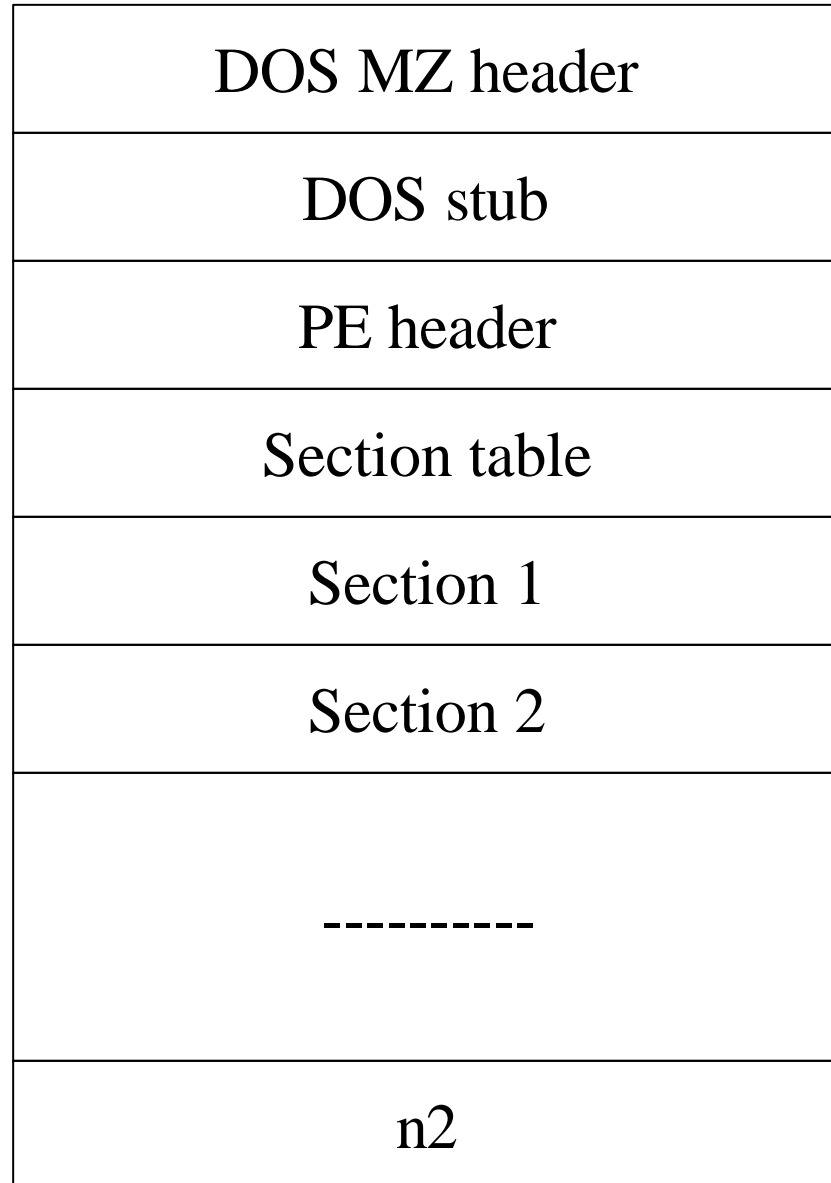 DOS MZ header
DOS stub
PE header
Section table
Section 1
Section 2
----------
n2